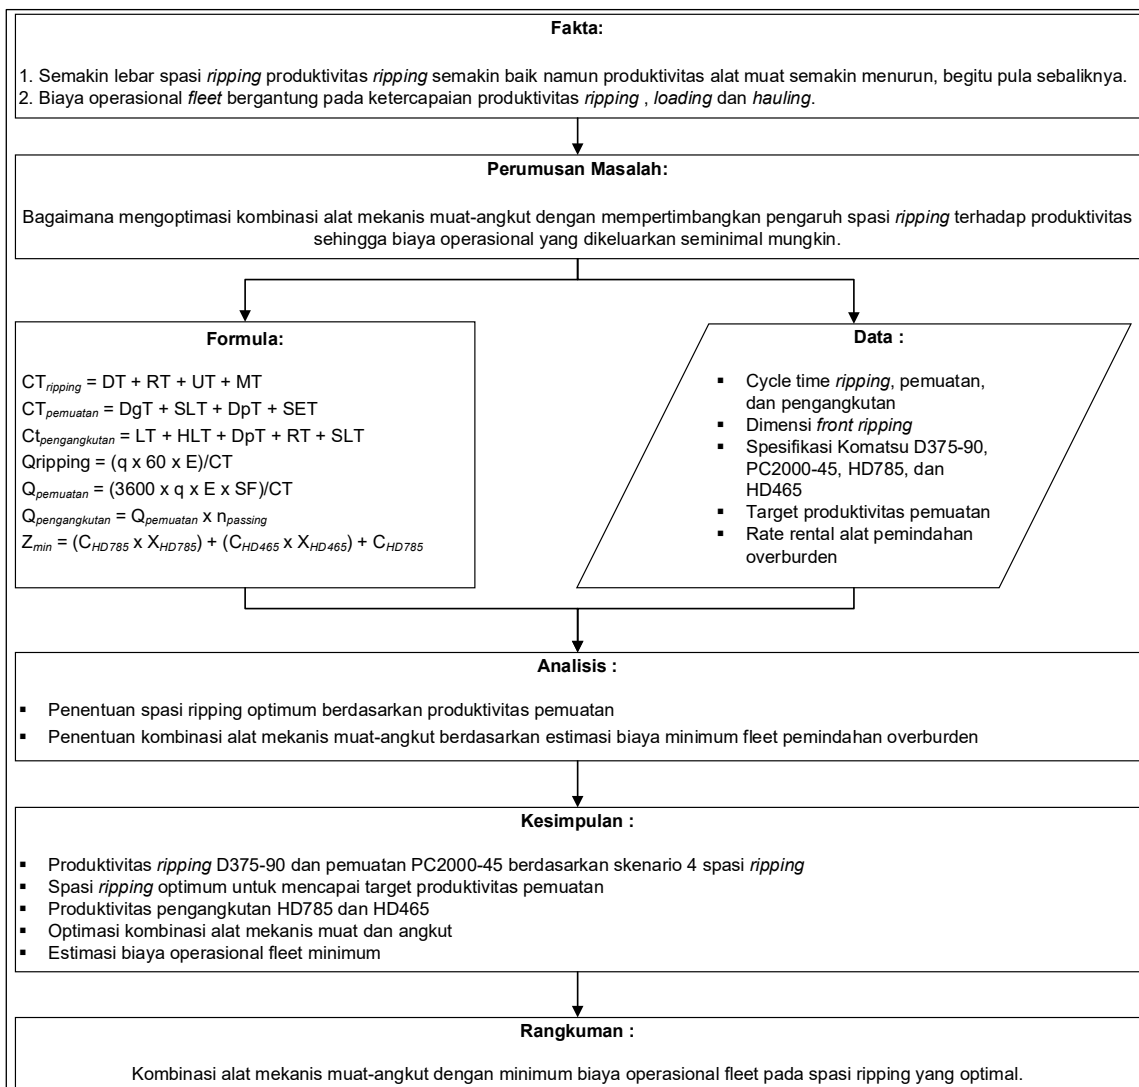 Fakta:
1. Semakin lebar spasi ripping produktivitas ripping semakin baik namun produktivitas alat muat semakin menurun, begitu pula sebaliknya.
2. Biaya operasional fleet bergantung pada ketercapaian produktivitas ripping , loading dan hauling.
Perumusan Masalah:
Bagaimana mengoptimasi kombinasi alat mekanis muat-angkut dengan mempertimbangkan pengaruh spasi ripping terhadap produktivitas
sehingga biaya operasional yang dikeluarkan seminimal mungkin.
Formula:
CTripping = DT + RT + UT + MT
CTpemuatan = DgT + SLT + DpT + SET
Ctpengangkutan = LT + HLT + DpT + RT + SLT
Qripping = (q x 60 x E)/CT
Qpemuatan = (3600 x q x E x SF)/CT
Qpengangkutan = Qpemuatan x npassing
Zmin = (CHD785 x XHD785) + (CHD465 x XHD465) + CHD785
Data :
▪ Cycle time ripping, pemuatan,
dan pengangkutan
▪ Dimensi front ripping
▪ Spesifikasi Komatsu D375-90,
PC2000-45, HD785, dan
HD465
▪ Target produktivitas pemuatan
▪ Rate rental alat pemindahan
overburden
Analisis :
▪ Penentuan spasi ripping optimum berdasarkan produktivitas pemuatan
▪ Penentuan kombinasi alat mekanis muat-angkut berdasarkan estimasi biaya minimum fleet pemindahan overburden
Kesimpulan :
▪ Produktivitas ripping D375-90 dan pemuatan PC2000-45 berdasarkan skenario 4 spasi ripping
▪ Spasi ripping optimum untuk mencapai target produktivitas pemuatan
▪ Produktivitas pengangkutan HD785 dan HD465
▪ Optimasi kombinasi alat mekanis muat dan angkut
▪ Estimasi biaya operasional fleet minimum
Rangkuman :
Kombinasi alat mekanis muat-angkut dengan minimum biaya operasional fleet pada spasi ripping yang optimal.